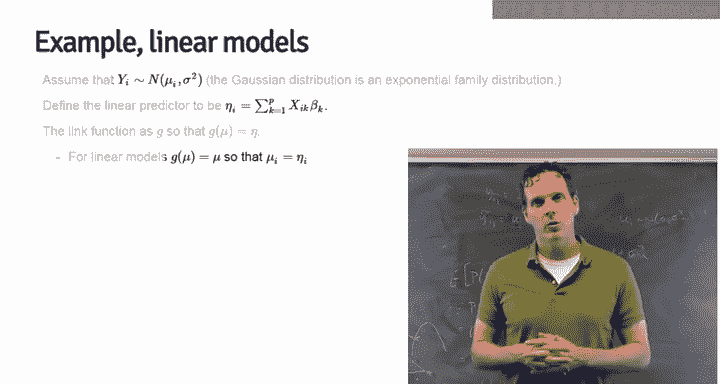 Example, linear models
Assume that Y_i ∼ N(μ_i, σ²) (the Gaussian distribution is an exponential family distribution.)
Define the linear predictor to be η_i = ∑_{k=1}^{p} X_{ik} β_k.
The link function as g so that g(μ) = η.
- For linear models g(μ) = μ so that μ_i = η_i